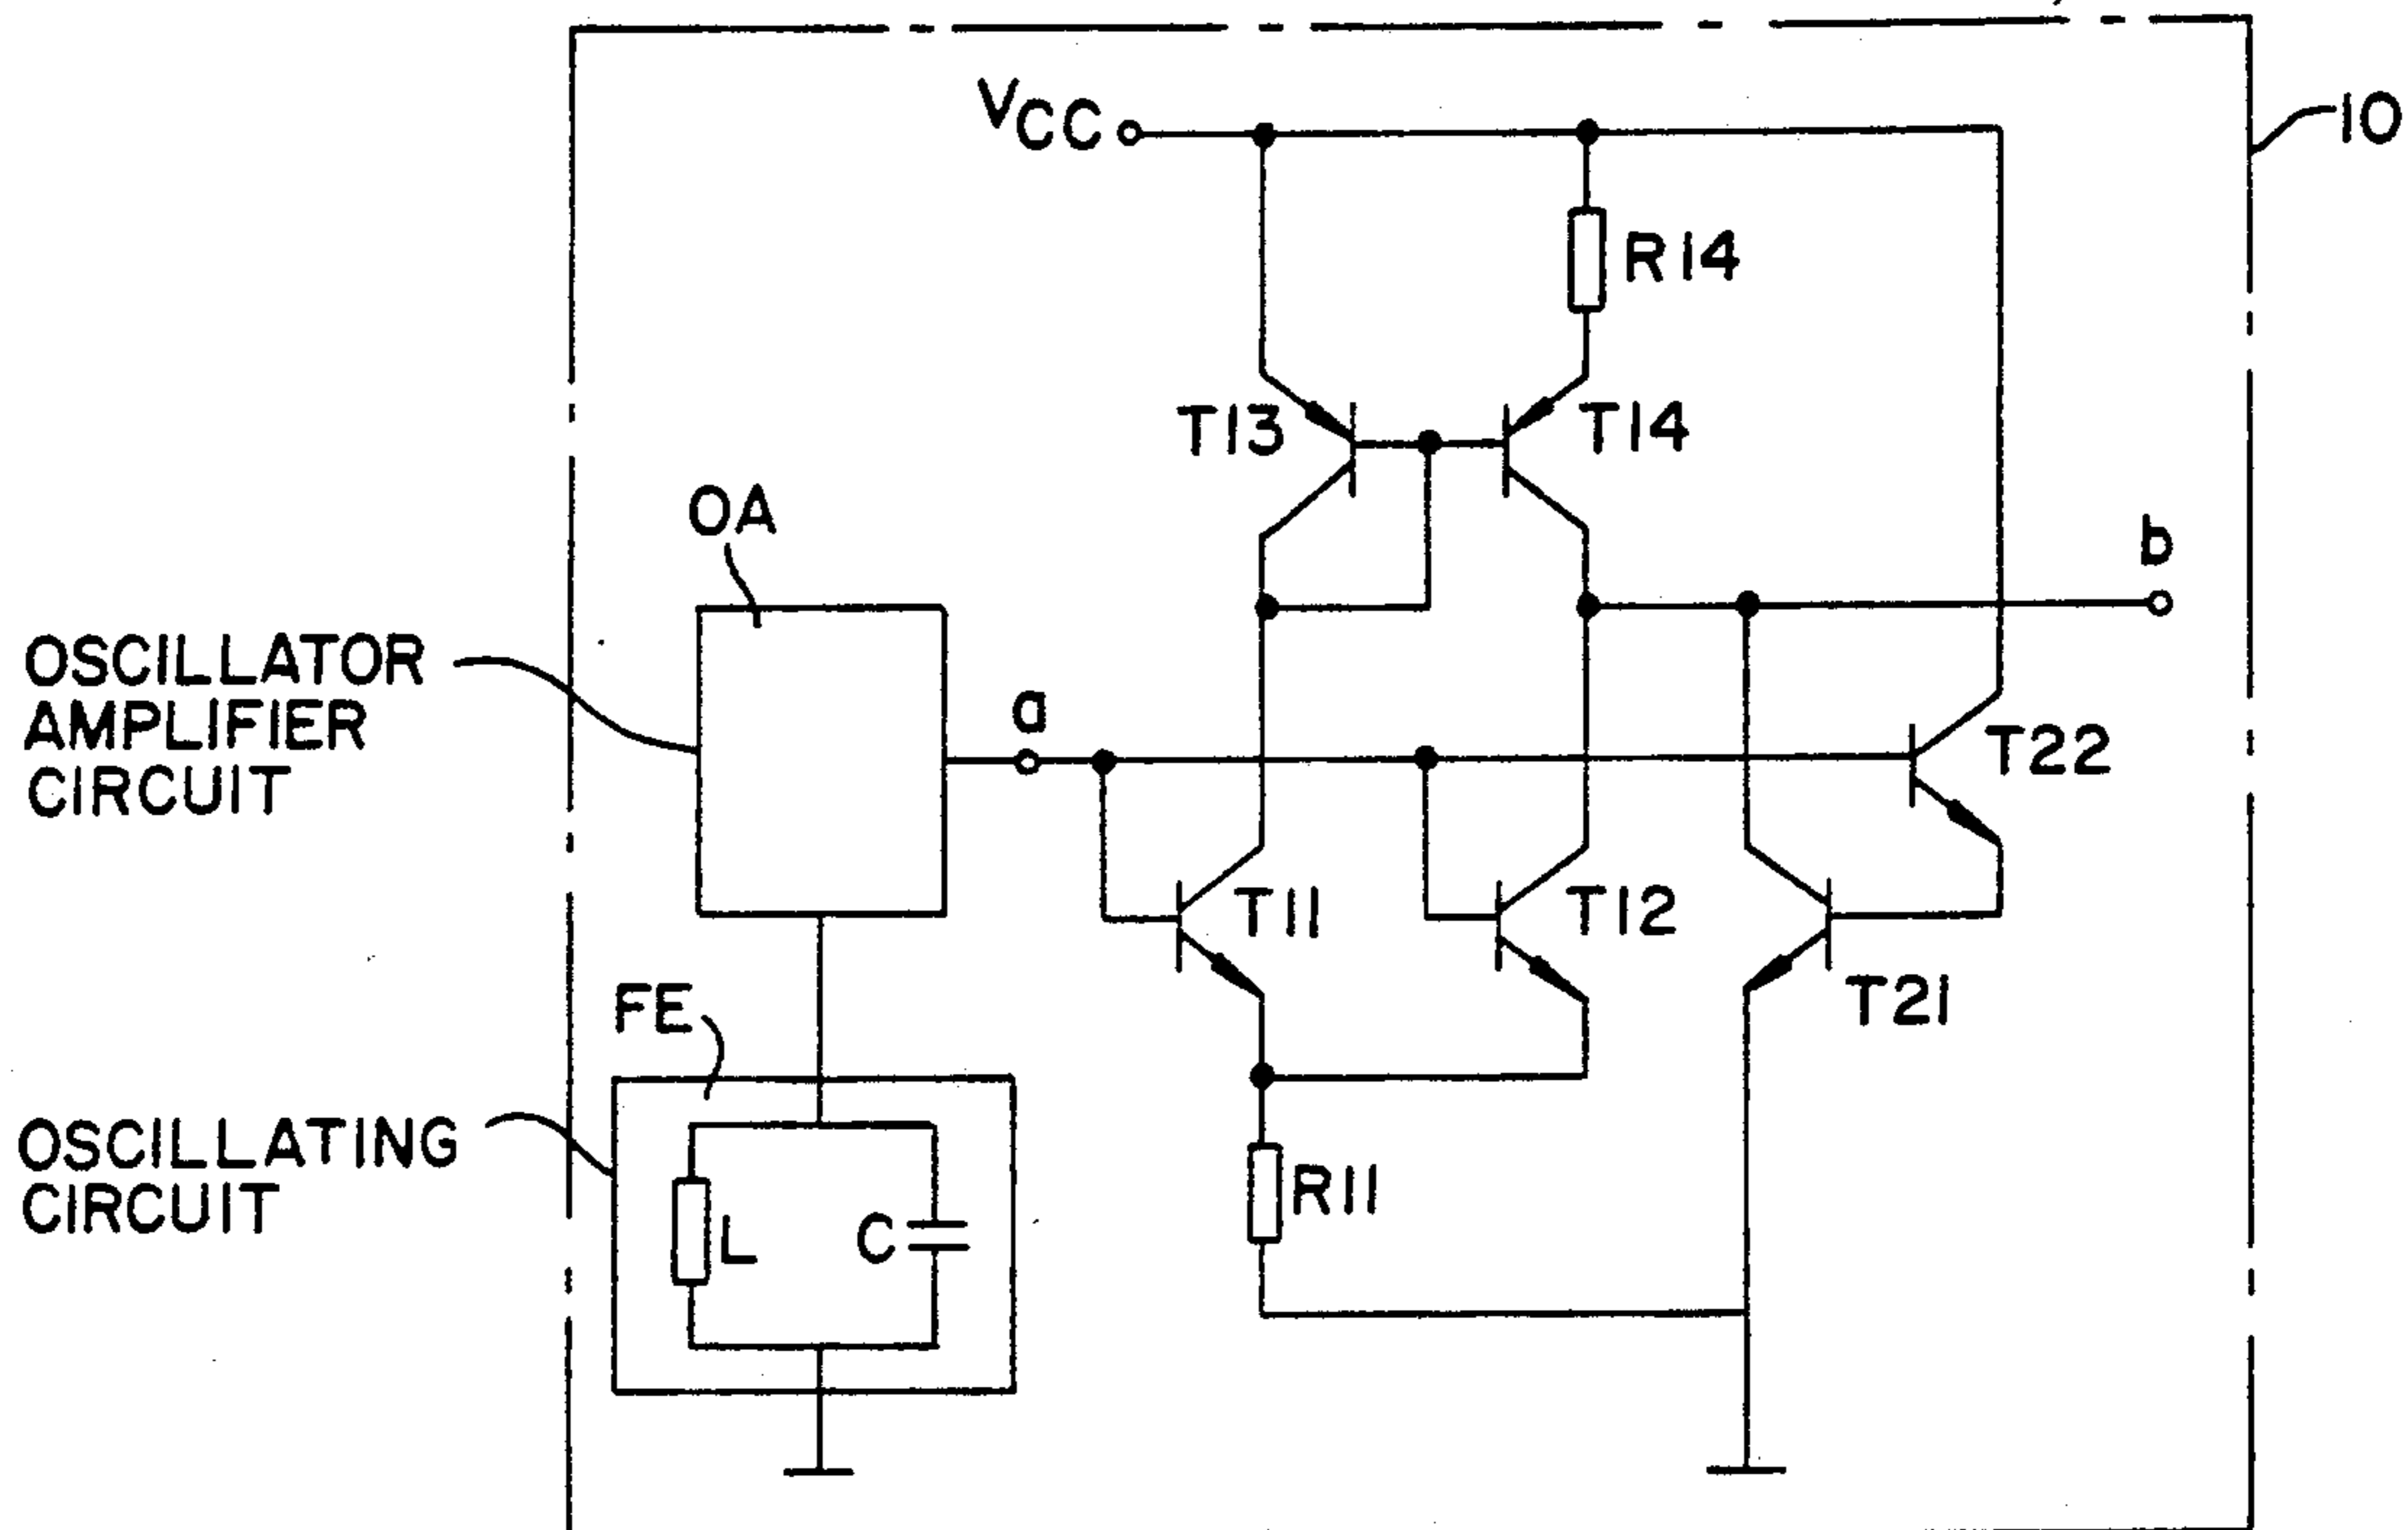 VCC
10
R14
T13
T14
OA
b
OSCILLATOR
AMPLIFIER
CIRCUIT
a
T22
T11
T12
T21
FE
OSCILLATING
CIRCUIT
L
C
R11